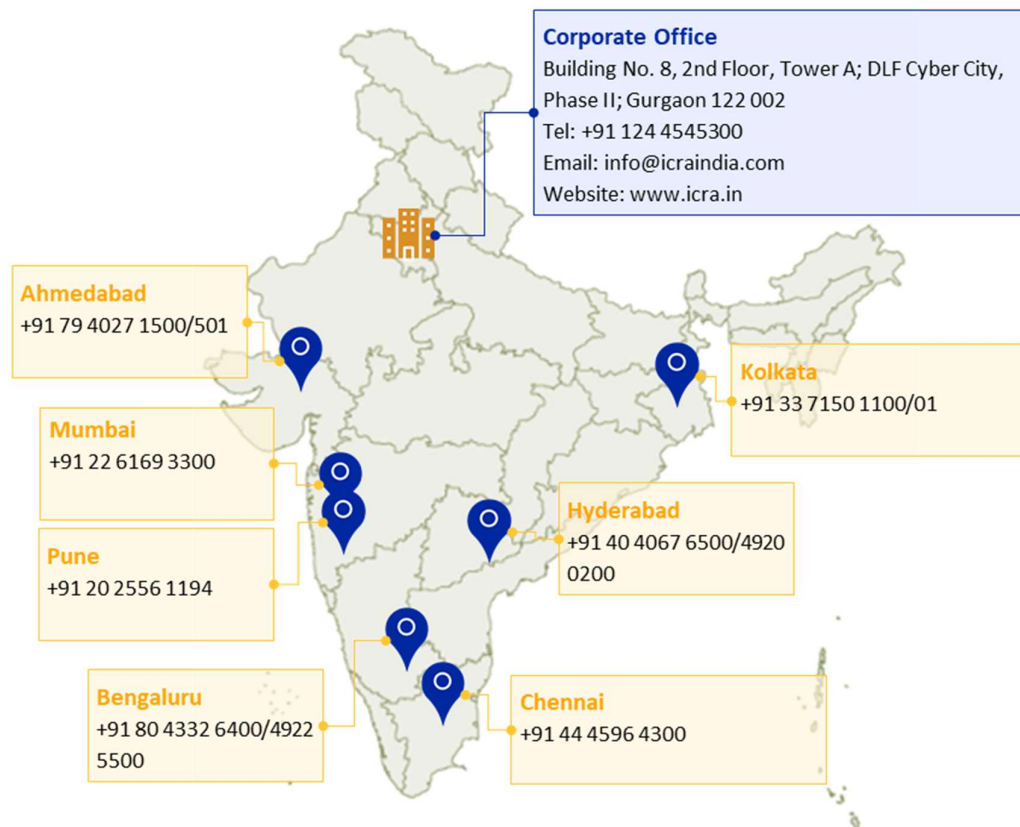 Corporate Office
Building No. 8, 2nd Floor, Tower A; DLF Cyber City,
Phase II; Gurgaon 122 002
Tel: +91 124 4545300
Email: info@icraindia.com
Website: www.icra.in
Ahmedabad
+91 79 4027 1500/501
Kolkata
+91 33 7150 1100/01
Mumbai
+91 22 6169 3300
Hyderabad
+91 40 4067 6500/4920
0200
Pune
+91 20 2556 1194
Bengaluru
+91 80 4332 6400/4922
5500
Chennai
+91 44 4596 4300